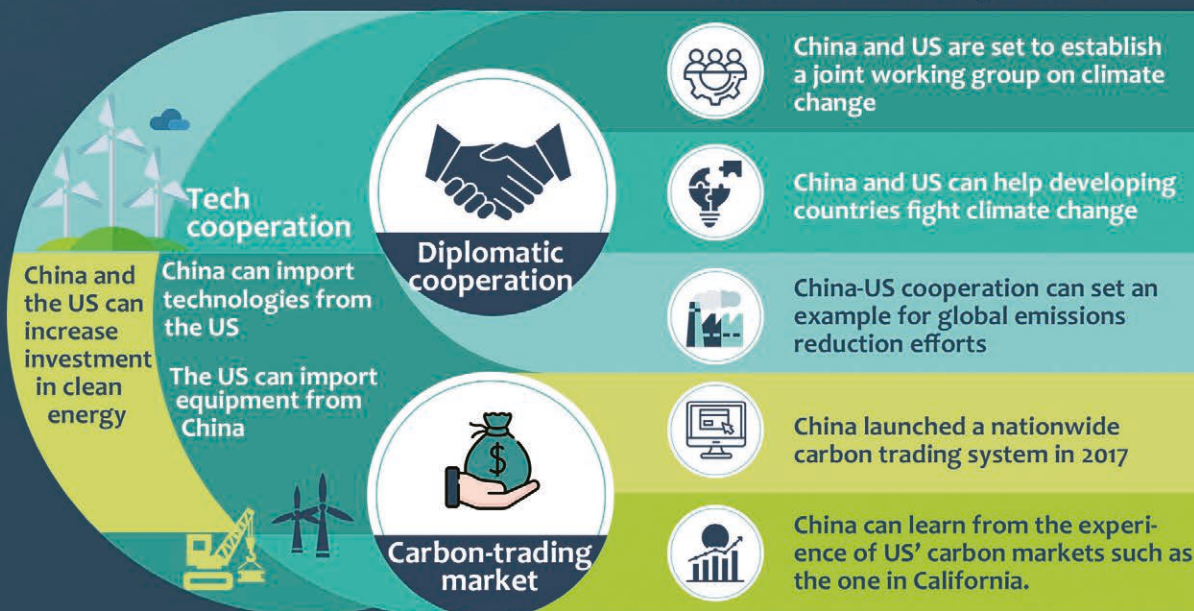 Tech
cooperation
China and
the US can
increase
investment
in clean
energy
China can import
technologies from
the US
The US can import
equipment from
China
Diplomatic
cooperation
China and US are set to establish
a joint working group on climate
change
China and US can help developing
countries fight climate change
China-US cooperation can set an
example for global emissions
reduction efforts
$
Carbon-trading
market
China launched a nationwide
carbon trading system in 2017
China can learn from the experi-
ence of US’ carbon markets such as
the one in California.